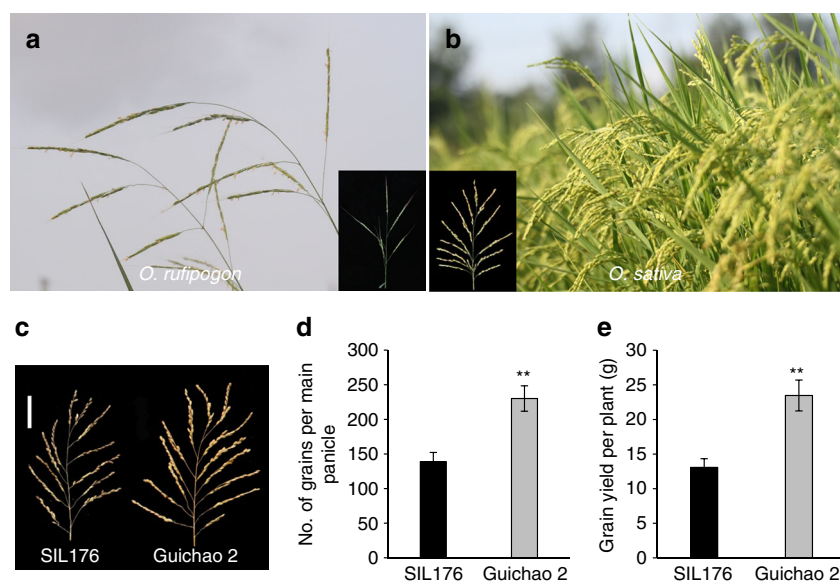 a
b
O. rufipogon
O. sativa
c
SIL176
Guichao 2
d
No. of grains per main
panicle
300
250
200
150
100
50
0
**
SIL176
Guichao 2
e
Grain yield per plant (g)
30
25
20
15
10
5
0
**
SIL176
Guichao 2